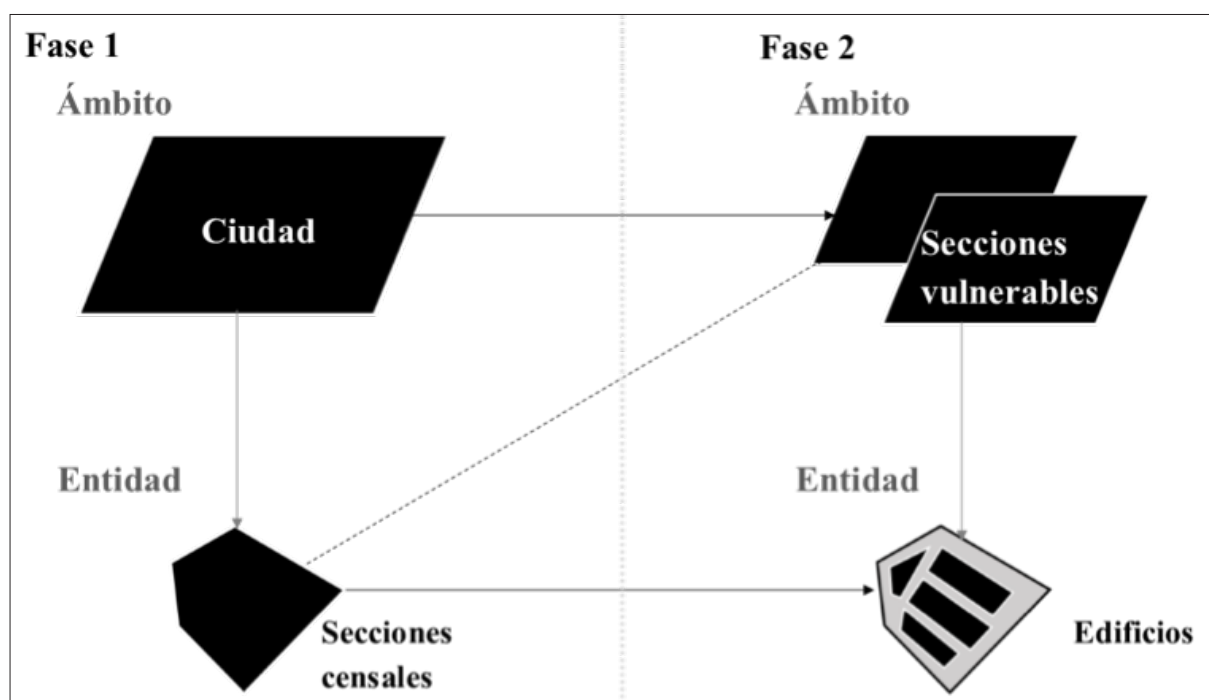 Fase 1
Ámbito
Ciudad
Entidad
Secciones
censales
Fase 2
Ámbito
Secciones
vulnerables
Entidad
Edificios